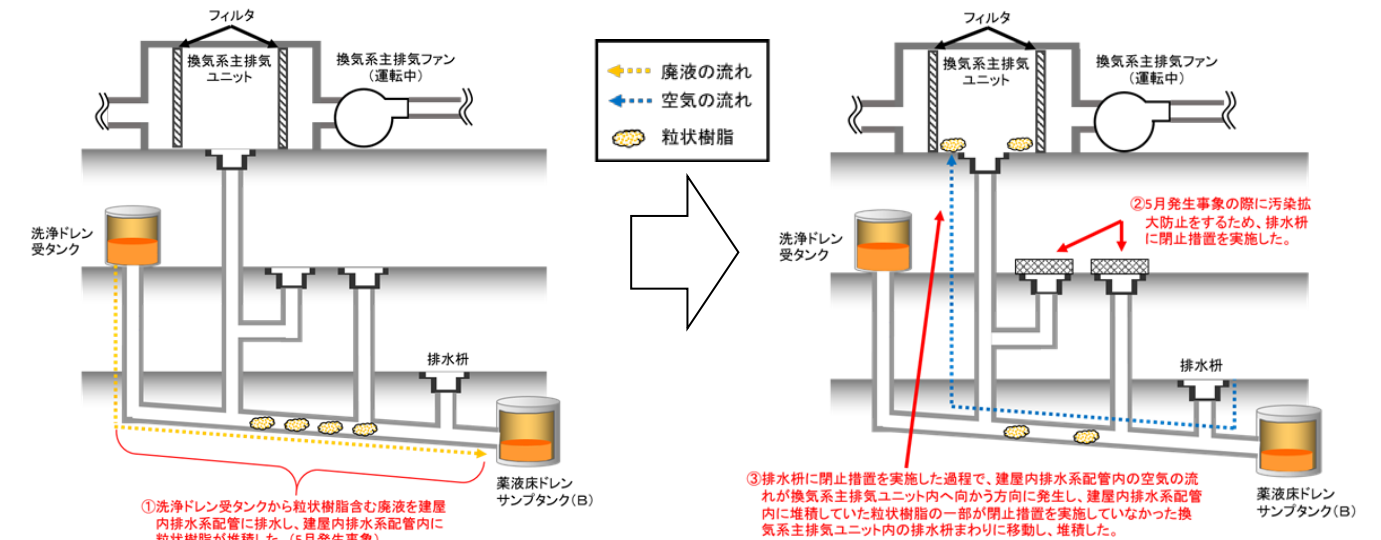 フィルタ
換気系主排気
ユニット
換気系主排気ファン
(運転中)
洗浄ドレン
受タンク
排水枡
薬液床ドレン
サンプタンク(B)
①洗浄ドレン受タンクから粒状樹脂含む廃液を建屋
内排水系配管に排水し、建屋内排水系配管内に
粒状樹脂が堆積した。(5月発生事象)
廃液の流れ
空気の流れ
粒状樹脂
フィルタ
換気系主排気
ユニット
換気系主排気ファン
(運転中)
②5月発生事象の際に汚染拡
大防止をするため、排水枡
に閉止措置を実施した。
洗浄ドレン
受タンク
排水枡
薬液床ドレン
サンプタンク(B)
③排水枡に閉止措置を実施した過程で、建屋内排水系配管内の空気の流
れが換気系主排気ユニット内へ向かう方向に発生し、建屋内排水系配管
内に堆積していた粒状樹脂の一部が閉止措置を実施していなかった換
気系主排気ユニット内の排水枡まわりに移動し、堆積した。